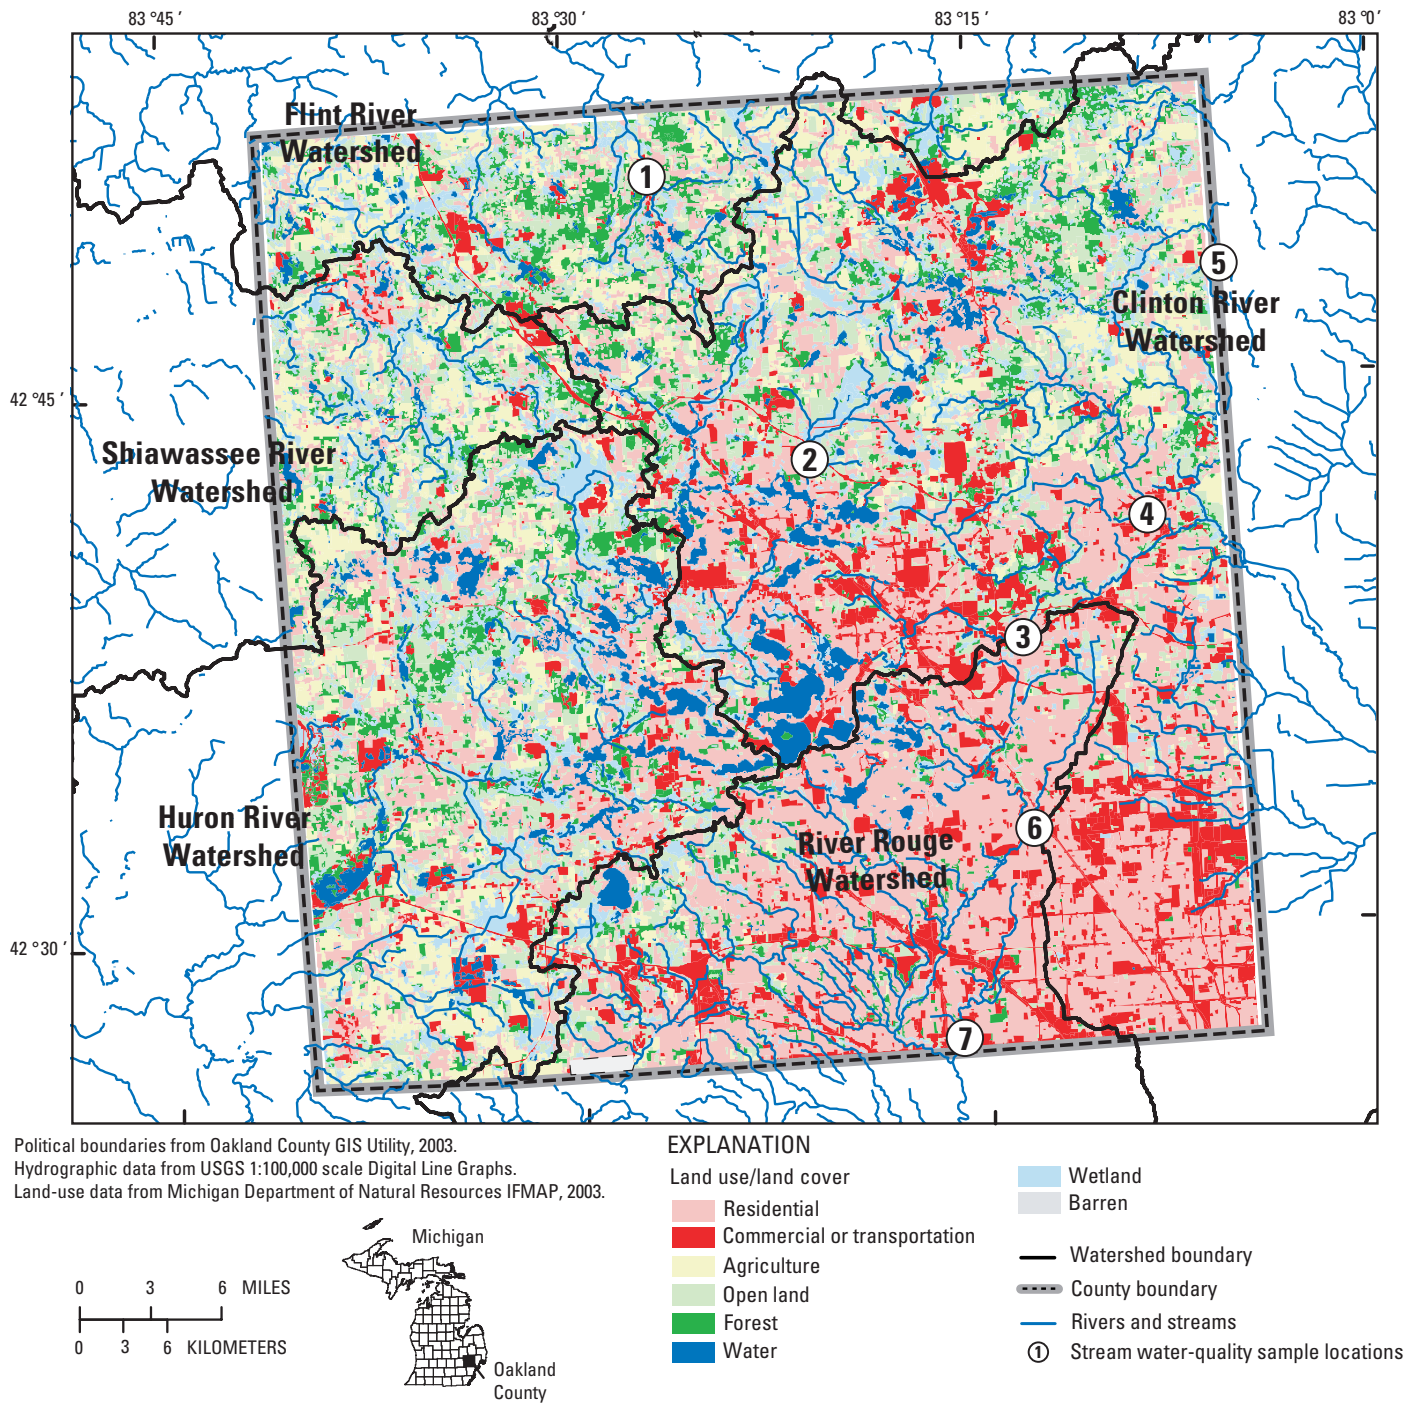 83 °45 ′
83 °30 ′
83 °15 ′
83 °0 ′
Flint River
Watershed
1
5
Clinton River
Watershed
42 °45 ′
Shiawassee River
Watershed
2
4
3
Huron River
Watershed
6
River Rouge
Watershed
42 °30 ′
7
Political boundaries from Oakland County GIS Utility, 2003.
Hydrographic data from USGS 1:100,000 scale Digital Line Graphs.
Land-use data from Michigan Department of Natural Resources IFMAP, 2003.
0 3 6 MILES
0 3 6 KILOMETERS
Michigan
Oakland
County
EXPLANATION
Land use/land cover
Residential
Commercial or transportation
Agriculture
Open land
Forest
Water
Wetland
Barren
Watershed boundary
County boundary
Rivers and streams
1 Stream water-quality sample locations